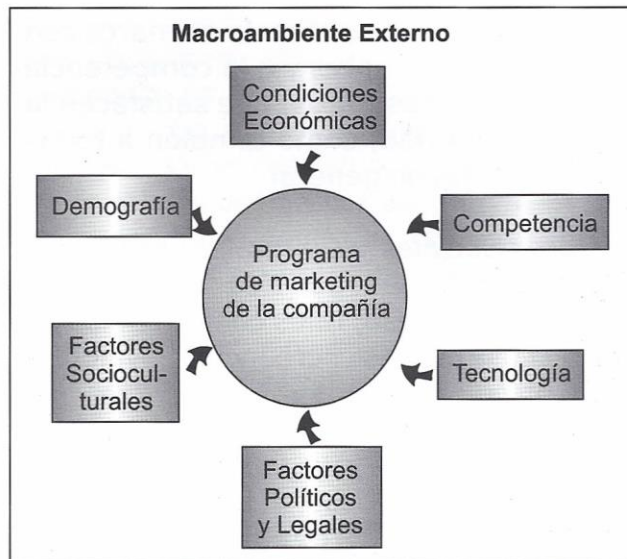 Macroambiente Externo
Condiciones
Económicas
Demografía
Competencia
Programa
de marketing
de la compañía
Factores
Sociocul-
turales
Tecnología
Factores
Políticos
y Legales